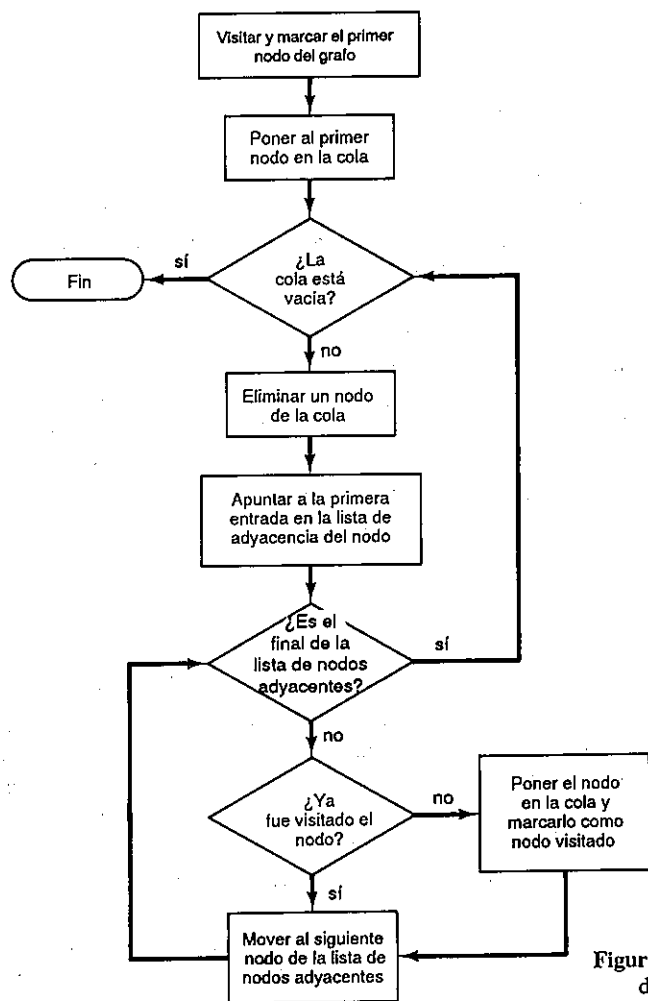 Visitar y marcar el primer
nodo del grafo
Poner al primer
nodo en la cola
¿La
cola está
vacía?
sí
Fin
no
Eliminar un nodo
de la cola
Apuntar a la primera
entrada en la lista de
adyacencia del nodo
¿Es el
final de la
lista de nodos
adyacentes?
sí
no
¿Ya
fue visitado el
nodo?
no
Poner el nodo
en la cola y
marcarlo como
nodo visitado
sí
Mover al siguiente
nodo de la lista de
nodos adyacentes
Figur
d